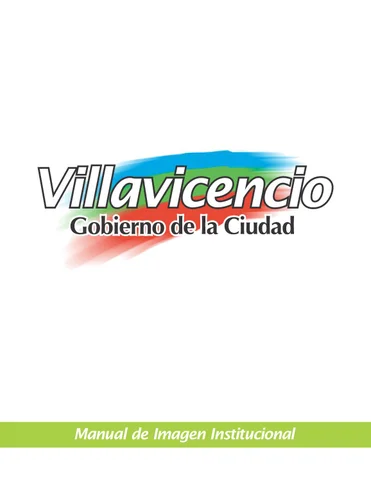 Villavicencio
Gobierno de la Ciudad
Manual de Imagen Institucional